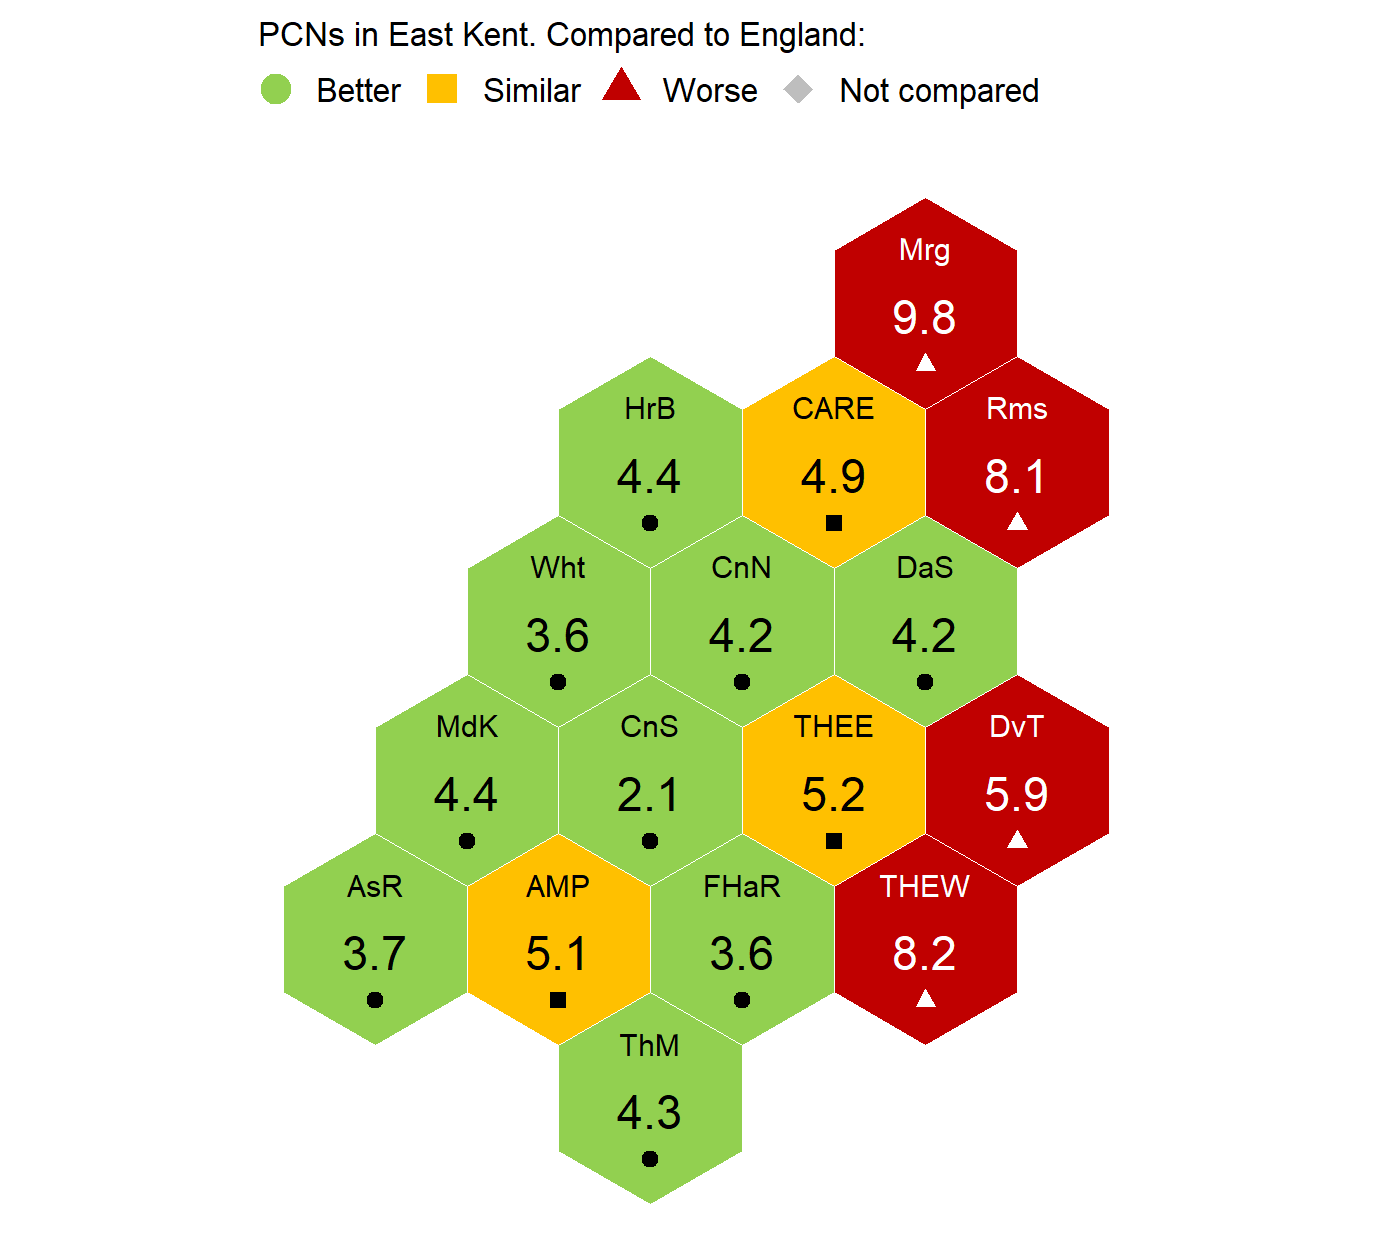 PCNs in East Kent. Compared to England:
Better Similar Worse Not compared
Mrg
9.8
HrB CARE Rms
4.4 4.9 8.1
Wht CnN DaS
3.6 4.2 4.2
MdK CnS THEE DvT
4.4 2.1 5.2 5.9
AsR AMP FHaR THEW
3.7 5.1 3.6 8.2
ThM
4.3